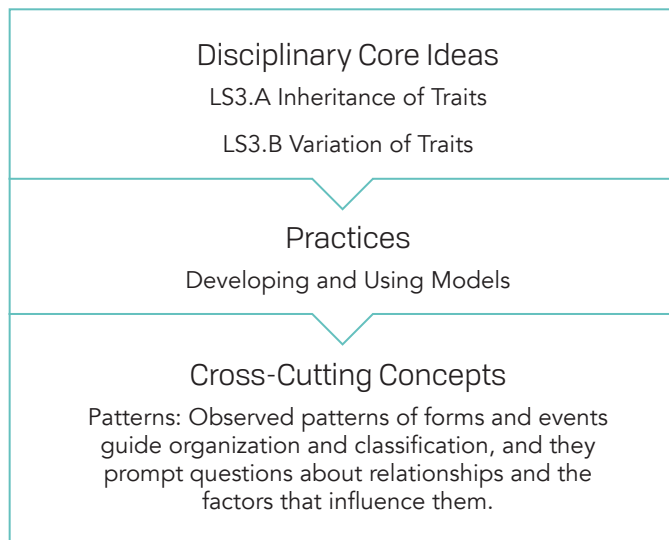 Disciplinary Core Ideas
LS3.A Inheritance of Traits
LS3.B Variation of Traits
Practices
Developing and Using Models
Cross-Cutting Concepts
Patterns: Observed patterns of forms and events
guide organization and classification, and they
prompt questions about relationships and the
factors that influence them.